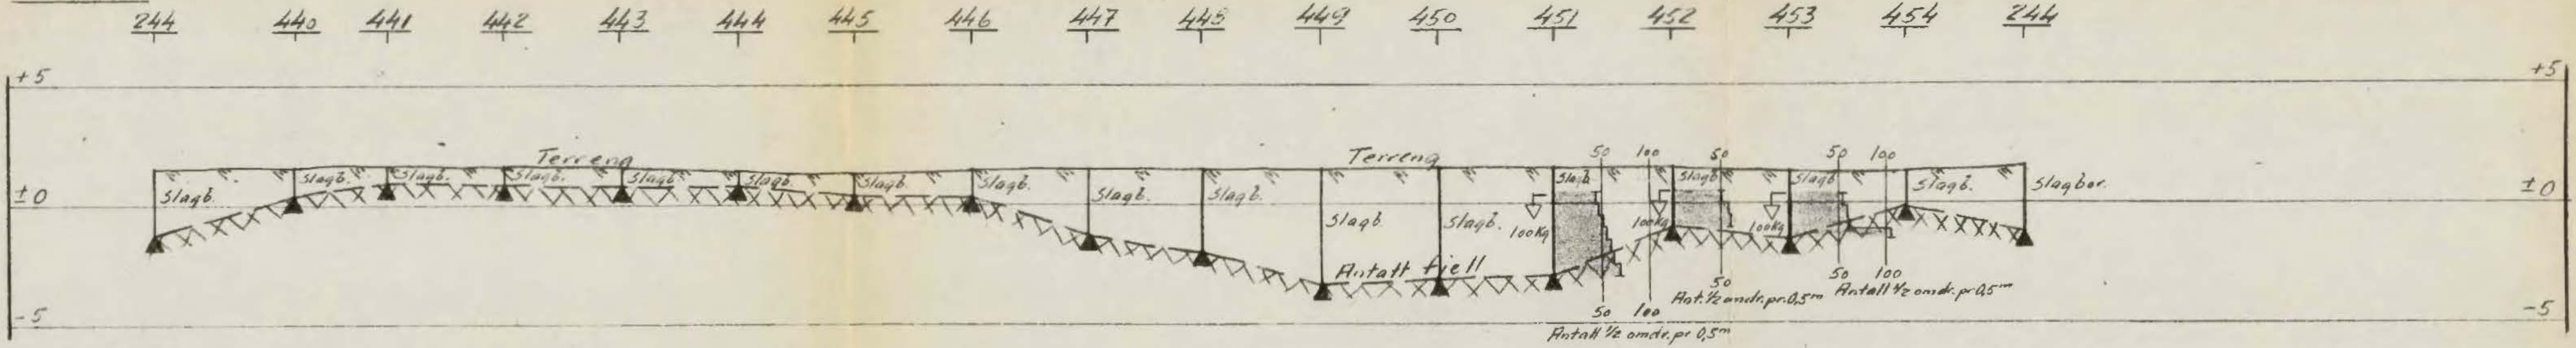 244 440 441 442 443 444 445 446 447 448 449 450 451 452 453 454 244
+5 +5
Terreng Terreng 50 100 50 50 100
Slagb. Slagb. Slagb. Slagb. Slagb. Slagb. Slagb. Slagb. Slagb. Slagb. Slagb. Slagb.
±0 Slagb. Slagb. Slagb. Slagbor. ±0
Slagb. Slagb.
100kg 100kg 100kg
Antatt fjell
50 50 100
Ant. 1/2 omdr. pr. 0,5m Antall 1/2 omdr. pr 0,5m
-5 50 100 -5
Antall 1/2 omdr. pr 0,5m